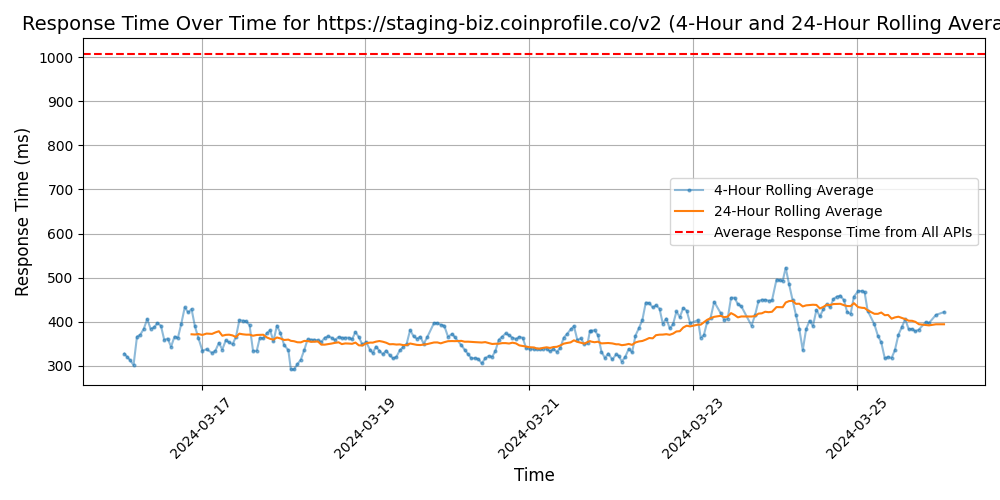 Response Time Over Time for https://staging-biz.coinprofile.co/v2 (4-Hour and 24-Hour Rolling Avera
Response Time (ms)
1000
900
800
700
600
500
400
300
4-Hour Rolling Average
24-Hour Rolling Average
Average Response Time from All APIs
2024-03-17
2024-03-19
2024-03-21
2024-03-23
2024-03-25
Time